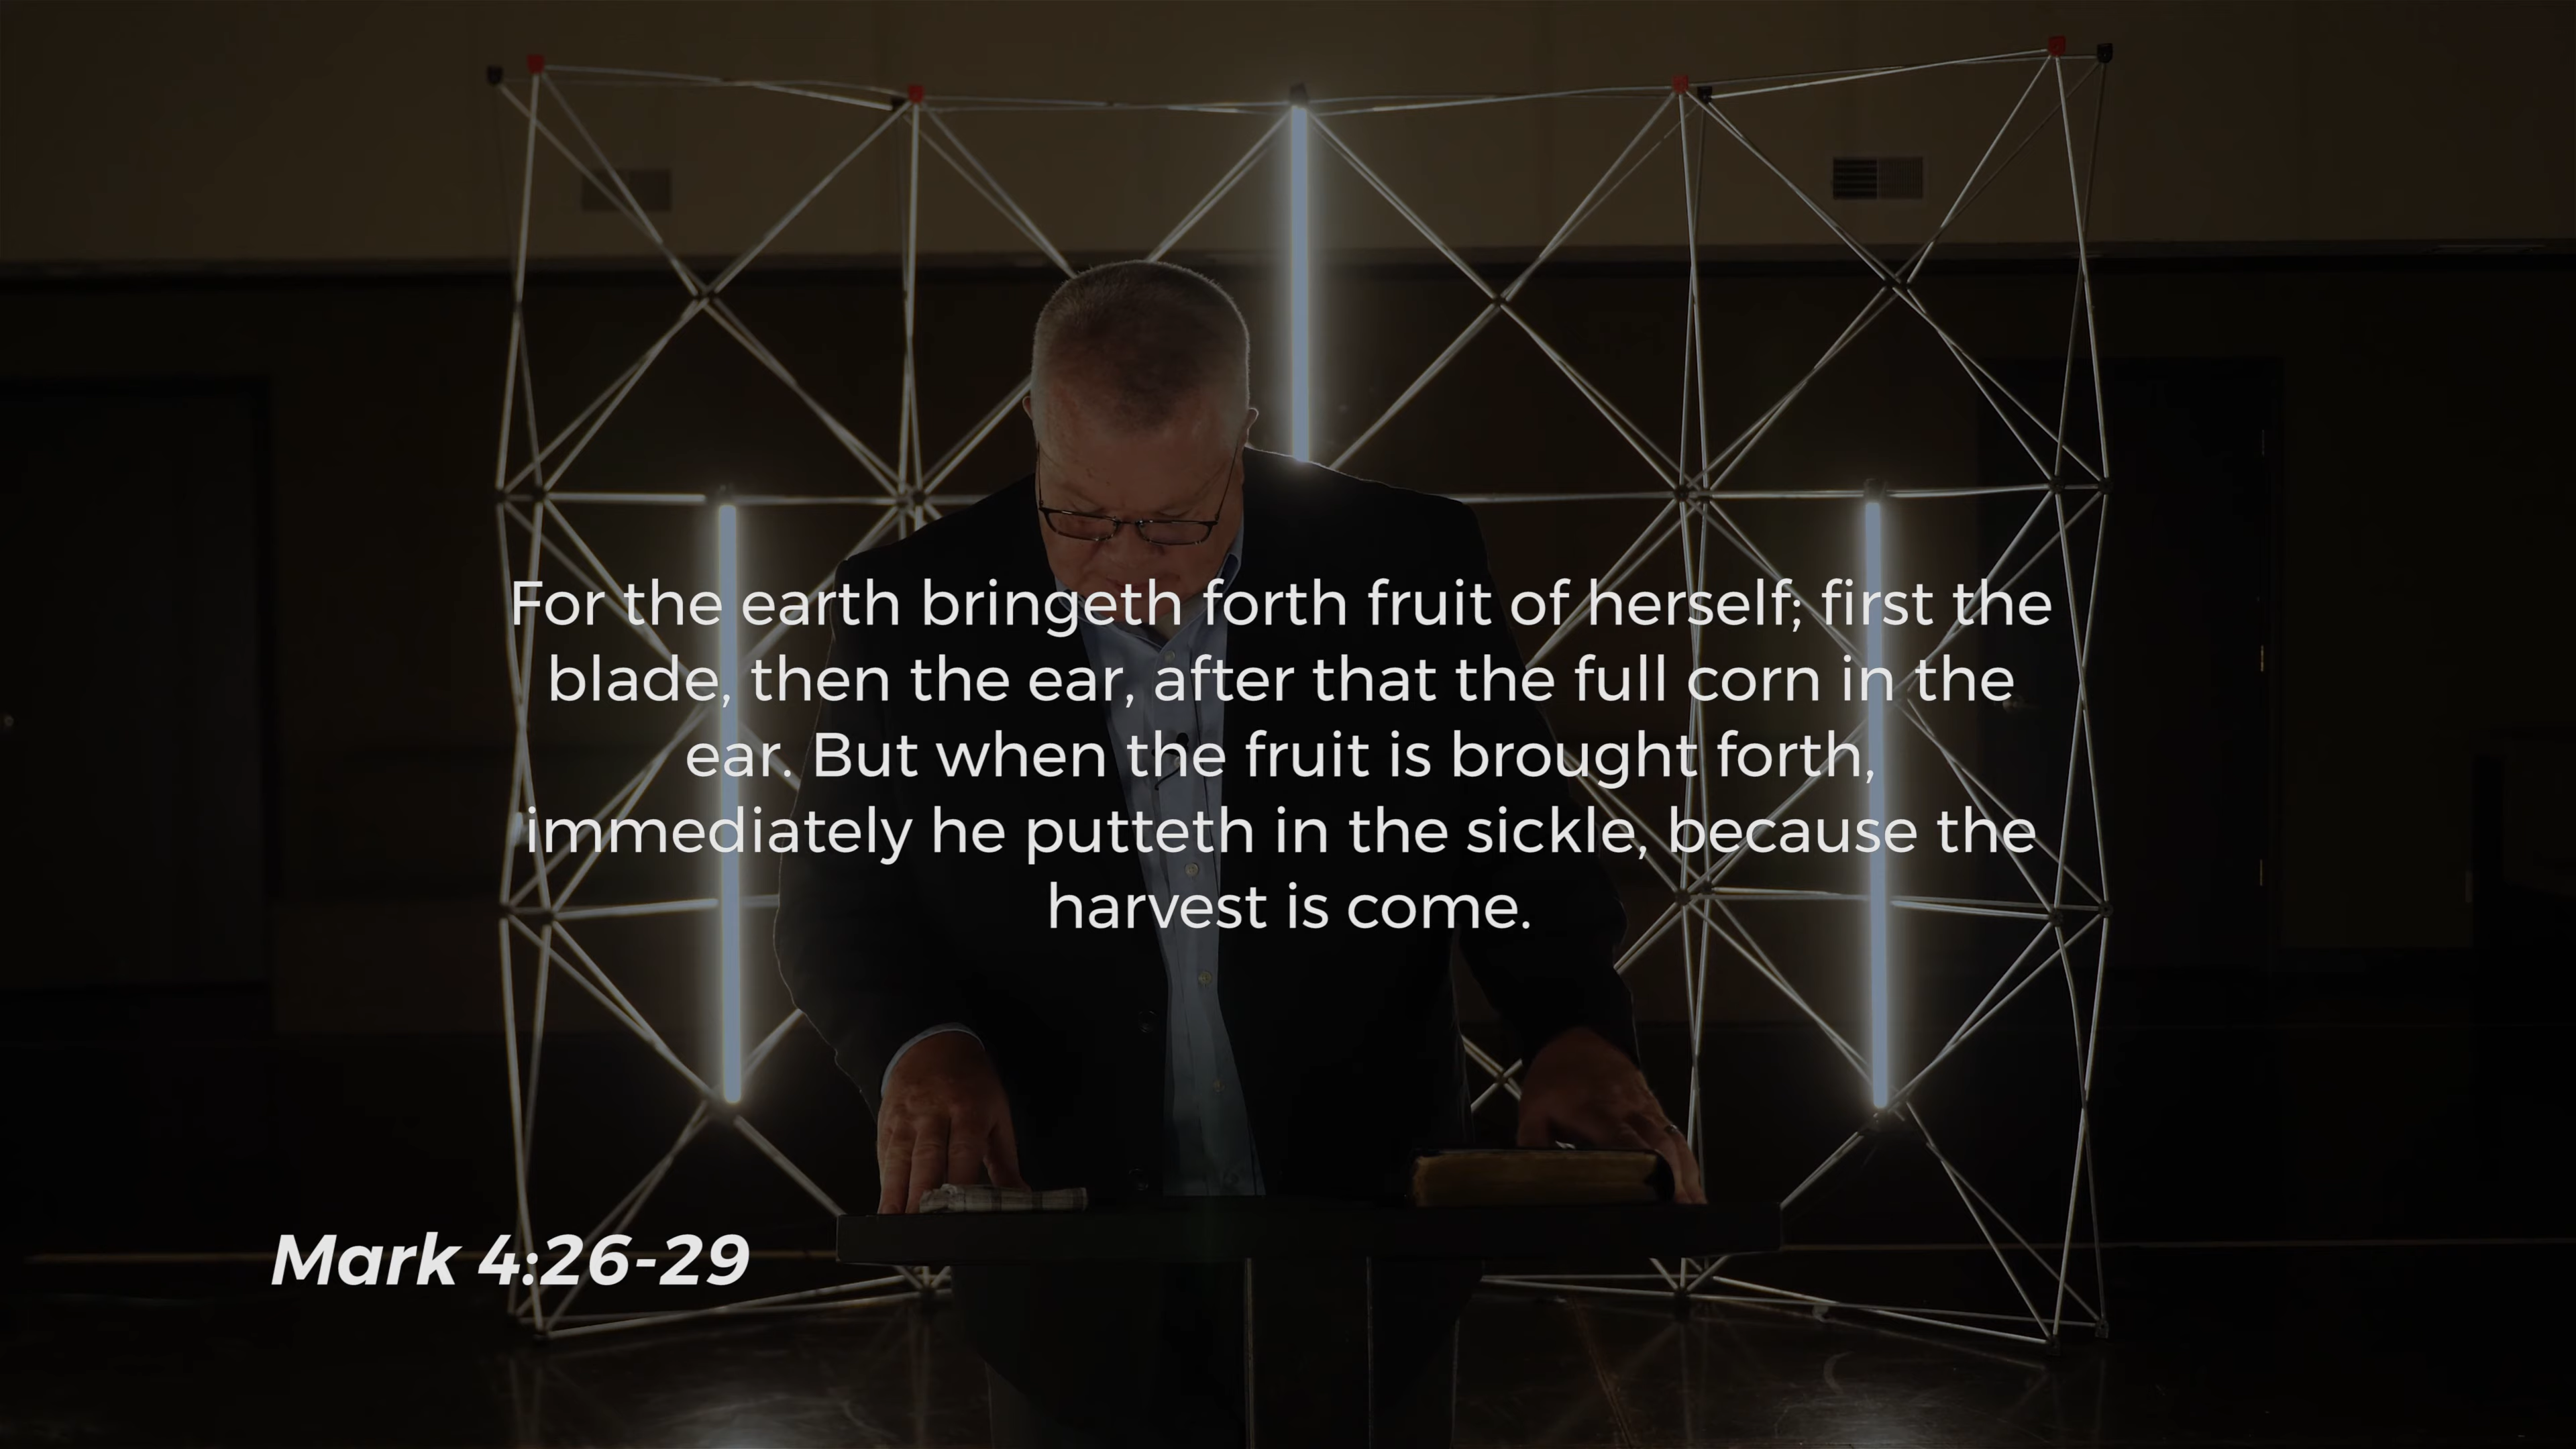 For the earth bringeth forth fruit of herself; first the
blade, then the ear, after that the full corn in the
ear. But when the fruit is brought forth,
immediately he putteth in the sickle, because the
harvest is come.
Mark 4:26-29